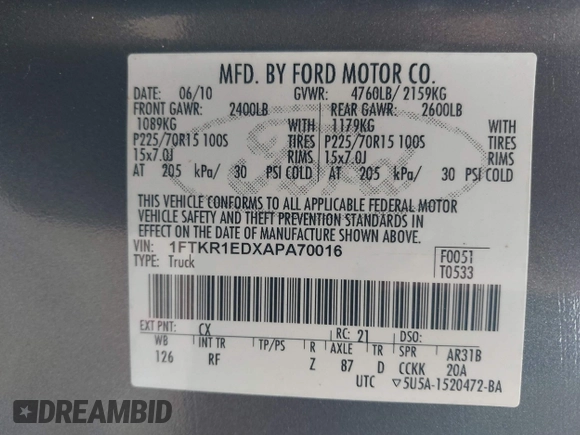 MFD. BY FORD MOTOR CO.
DATE: 06/10 GVWR: 4760LB/ 2159KG
FRONT GAWR: 2400LB REAR GAWR: 2600LB
1089KG WITH 1179KG WITH
P225/70R15 100S TIRES P225/70R15 100S TIRES
15x7.0J RIMS 15x7.0J RIMS
AT 205 kPa/ 30 PSI COLD AT 205 kPa/ 30 PSI COLD
THIS VEHICLE CONFORMS TO ALL APPLICABLE FEDERAL MOTOR
VEHICLE SAFETY AND THEFT PREVENTION STANDARDS IN
EFFECT ON THE DATE OF MANUFACTURE SHOWN ABOVE.
VIN: 1FTKR1EDXAPA70016 F0051
TYPE: Truck T0533
EXT PNT: CX RC: 21 DSO:
WB INT TR TP/PS R AXLE TR SPR AR31B
126 RF Z 87 D CCKK 20A
UTC ▽5U5A-1520472-BA
DREAMBID